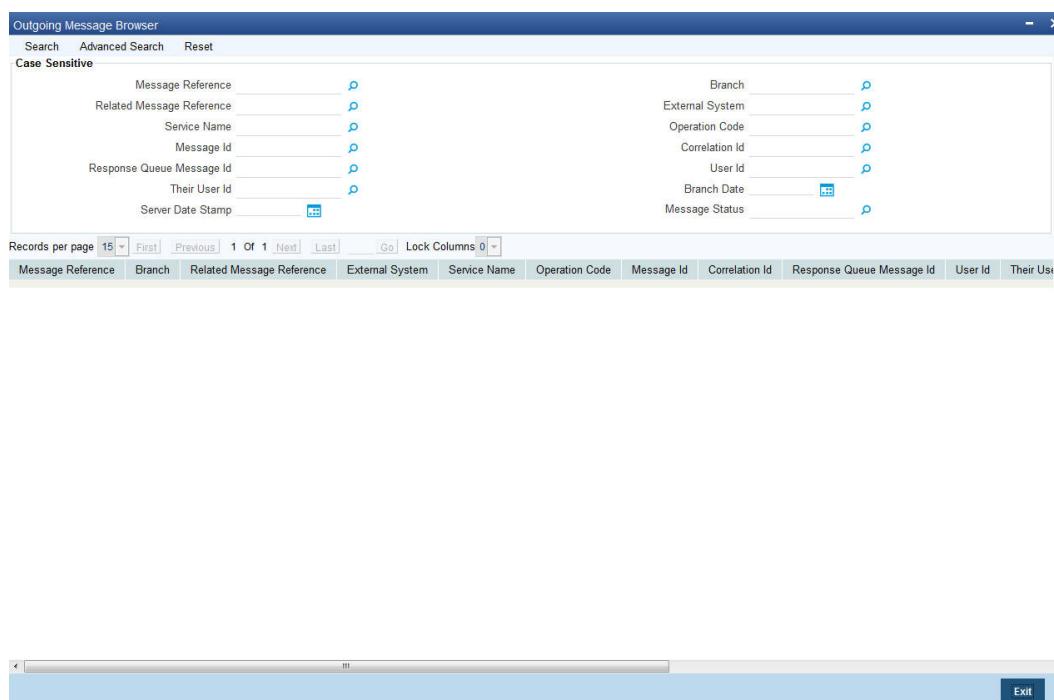 Outgoing Message Browser
Search Advanced Search Reset
Case Sensitive
Message Reference Branch
Related Message Reference External System
Service Name Operation Code
Message Id Correlation Id
Response Queue Message Id User Id
Their User Id Branch Date
Server Date Stamp Message Status
Records per page 15 First Previous 1 Of 1 Next Last Go Lock Columns 0
Message Reference Branch Related Message Reference External System Service Name Operation Code Message Id Correlation Id Response Queue Message Id User Id Their Use
Exit